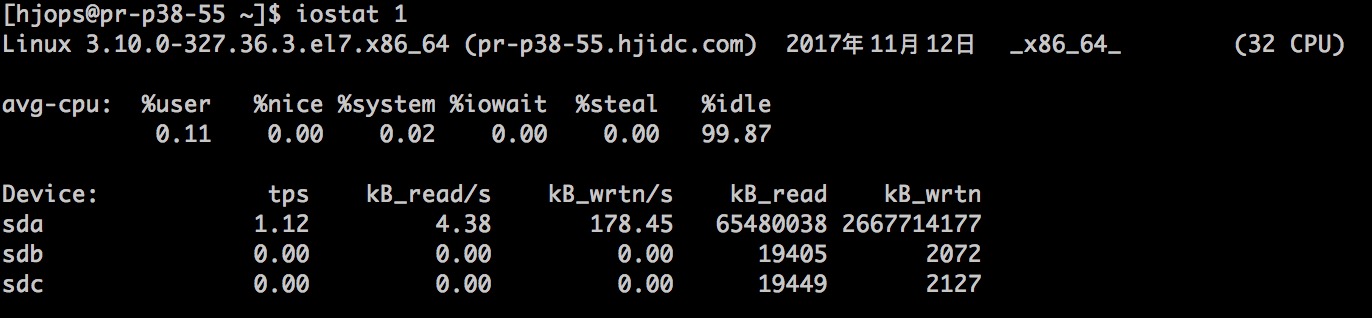 [hjops@pr-p38-55 ~]$ iostat 1
Linux 3.10.0-327.36.3.el7.x86_64 (pr-p38-55.hjidc.com) 2017年11月12日 _x86_64_ (32 CPU)
avg-cpu: %user %nice %system %iowait %steal %idle
0.11 0.00 0.02 0.00 0.00 99.87
Device: tps kB_read/s kB_wrtn/s kB_read kB_wrtn
sda 1.12 4.38 178.45 65480038 2667714177
sdb 0.00 0.00 0.00 19405 2072
sdc 0.00 0.00 0.00 19449 2127